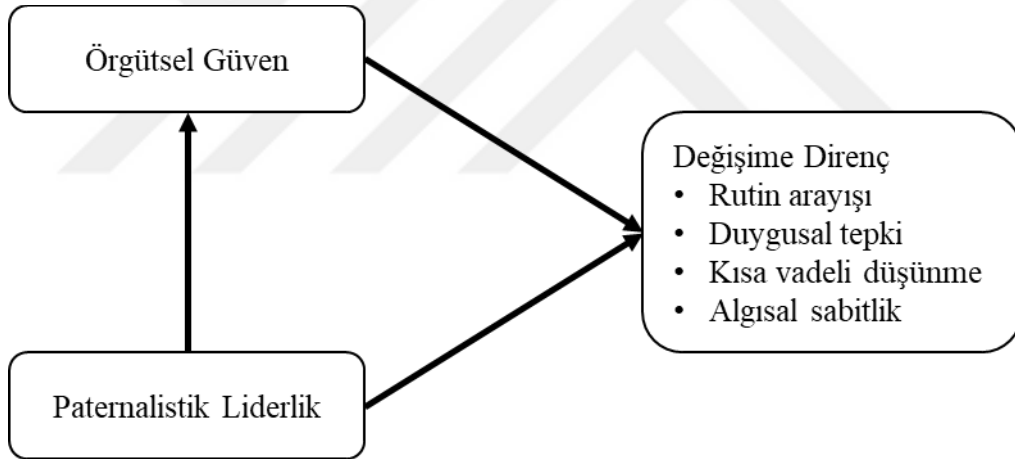 Örgütsel Güven
Değişime Direnç
• Rutin arayışı
• Duygusal tepki
• Kısa vadeli düşünme
• Algısal sabitlik
Paternalistik Liderlik